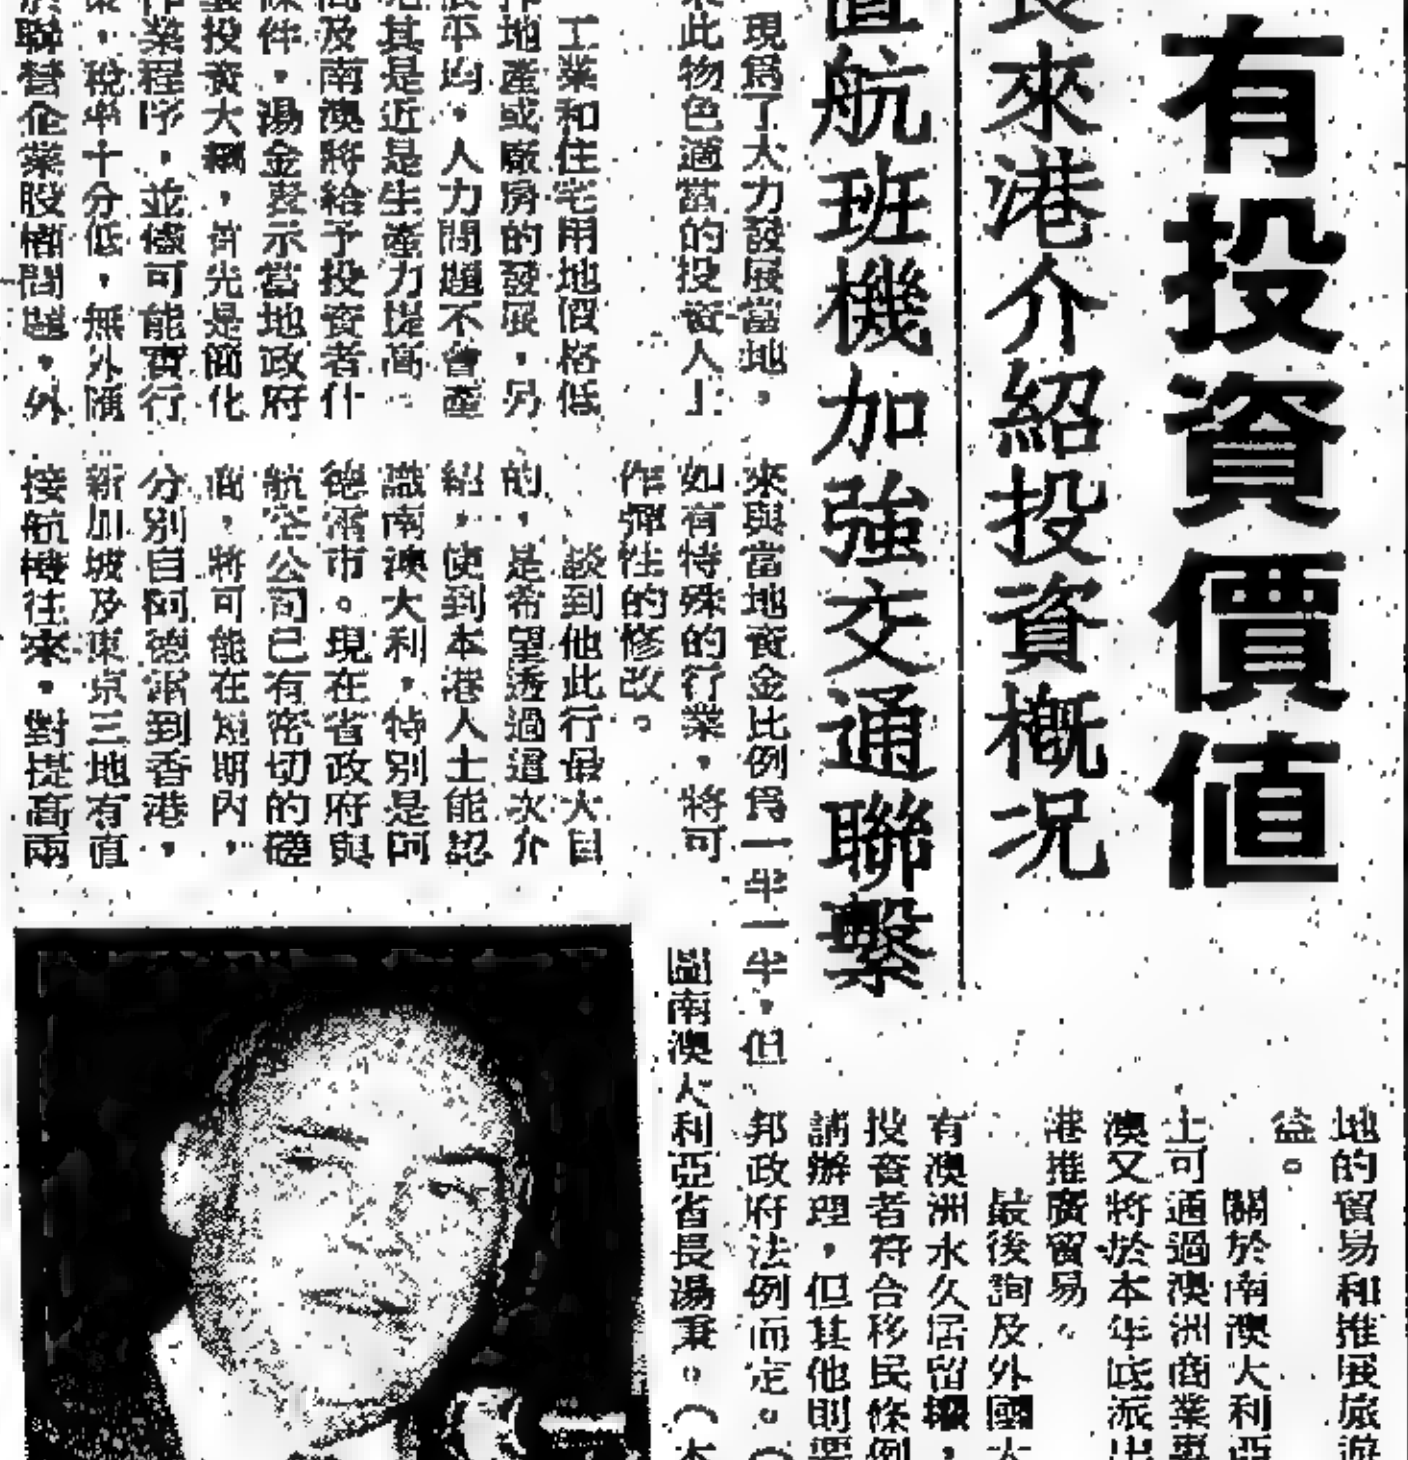 有投資價值
長來港介紹投資概況
直航班機加強交通聯繫
現爲了大力發展當地，
來此物色適當的投資人士
工業和住宅用地價格低
作地產或廠房的發展，另
展平均，人力問題不會產
尤其是近是生產力提高
問及南澳將給予投資者什
條件，湯金表示當地政府
投資大綱，首先是簡化
作業程序，並儘可能實行
策，稅率十分低，無外匯
於聯營企業股權問題，外
來與當地資金比例爲一半一半，但
如有特殊的行業，將可
作彈性的修改。
談到他此行最大目
的，是希望透過這次介
紹，使到本港人士能認
識南澳大利，特別是阿
德雷市。現在省政府與
航空公司已有密切的磋
商，將可能在短期內，
分別自阿德雷到香港，
新加坡及東京三地有直
接航機往來，對提高兩
地的貿易和推展旅遊
益。
關於南澳大利亞
士可通過澳洲商業專
澳又將於本年底派出
港推廣貿易。
最後詢及外國人
有澳洲永久居留權，
投資者符合移民條例
請辦理，但其他則要
邦政府法例而定。（
圖南澳大利亞省長湯東。（本